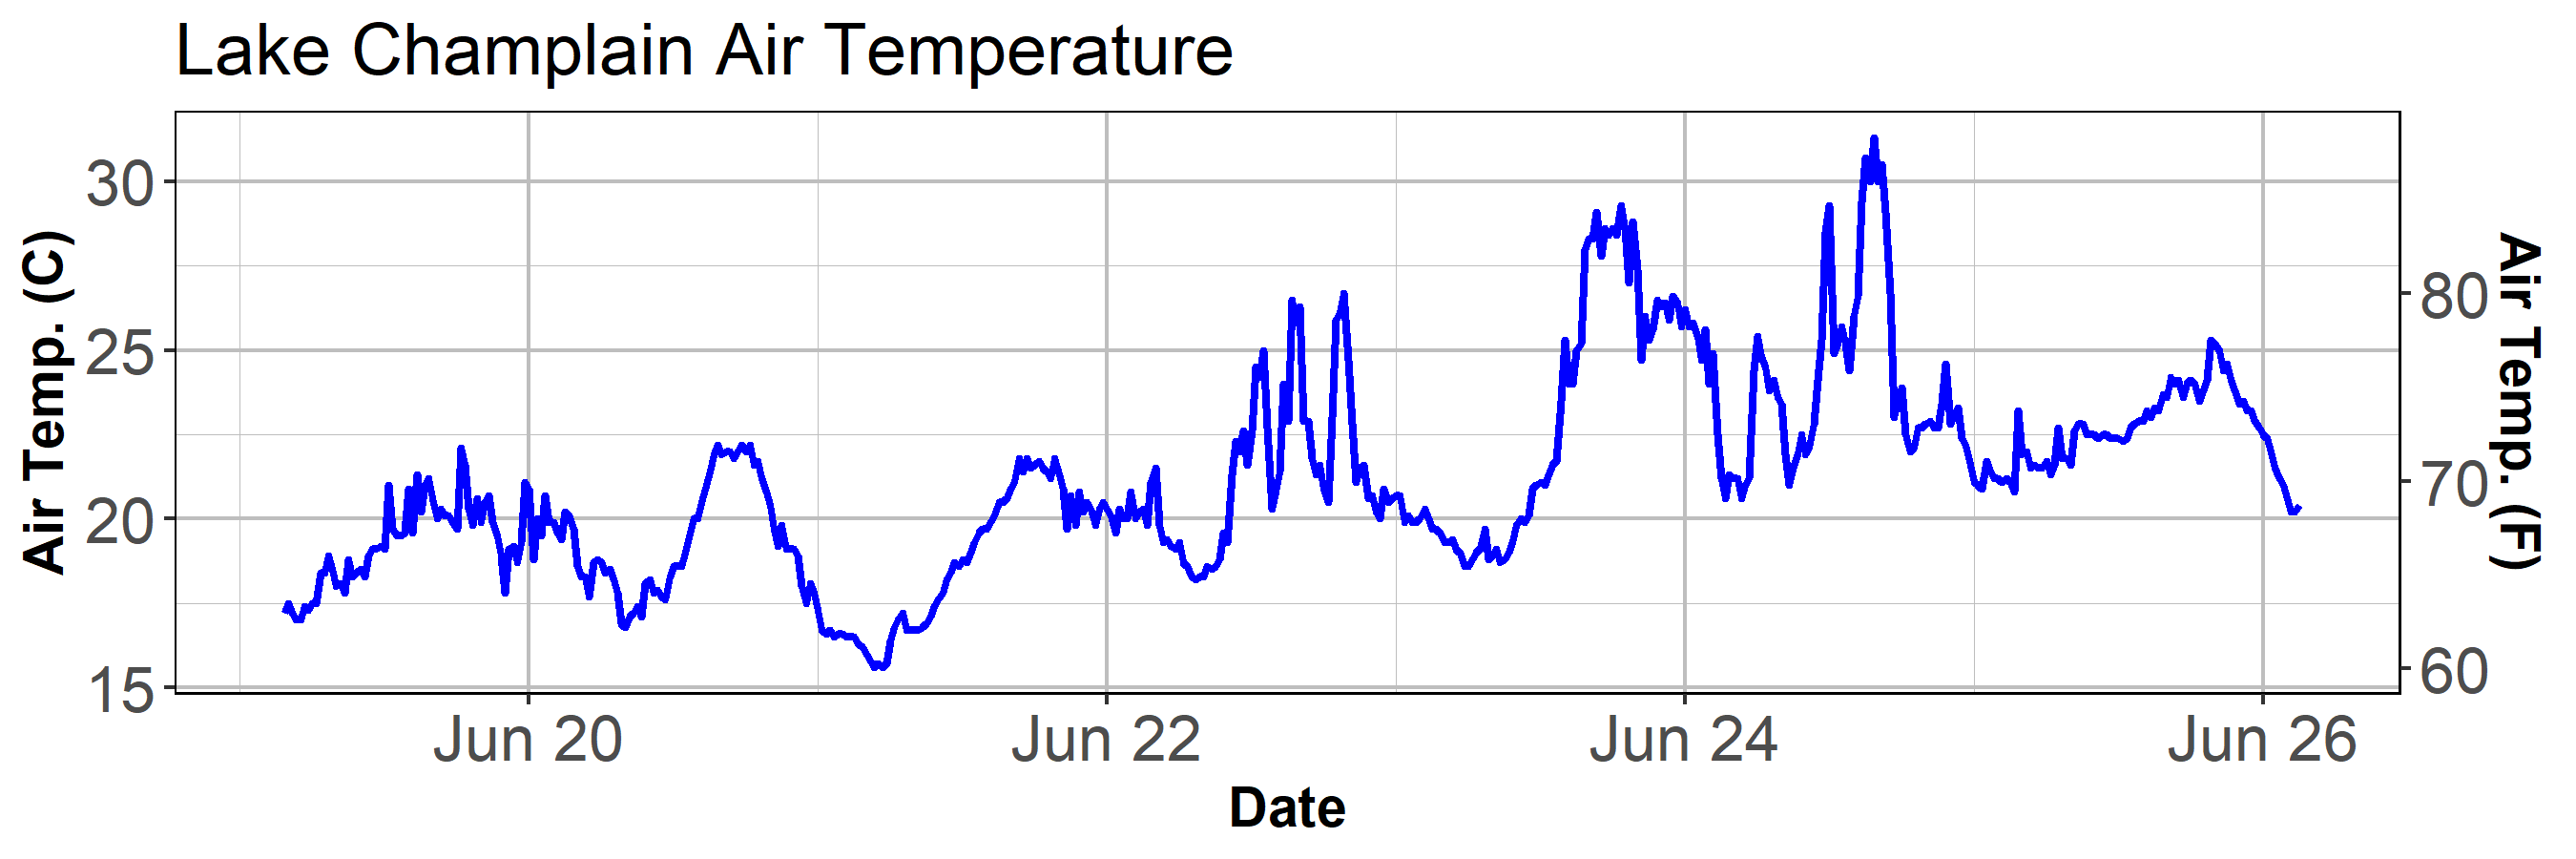 Lake Champlain Air Temperature
Air Temp. (C)
30
25
20
15
Air Temp. (F)
80
70
60
Jun 20
Jun 22
Jun 24
Jun 26
Date